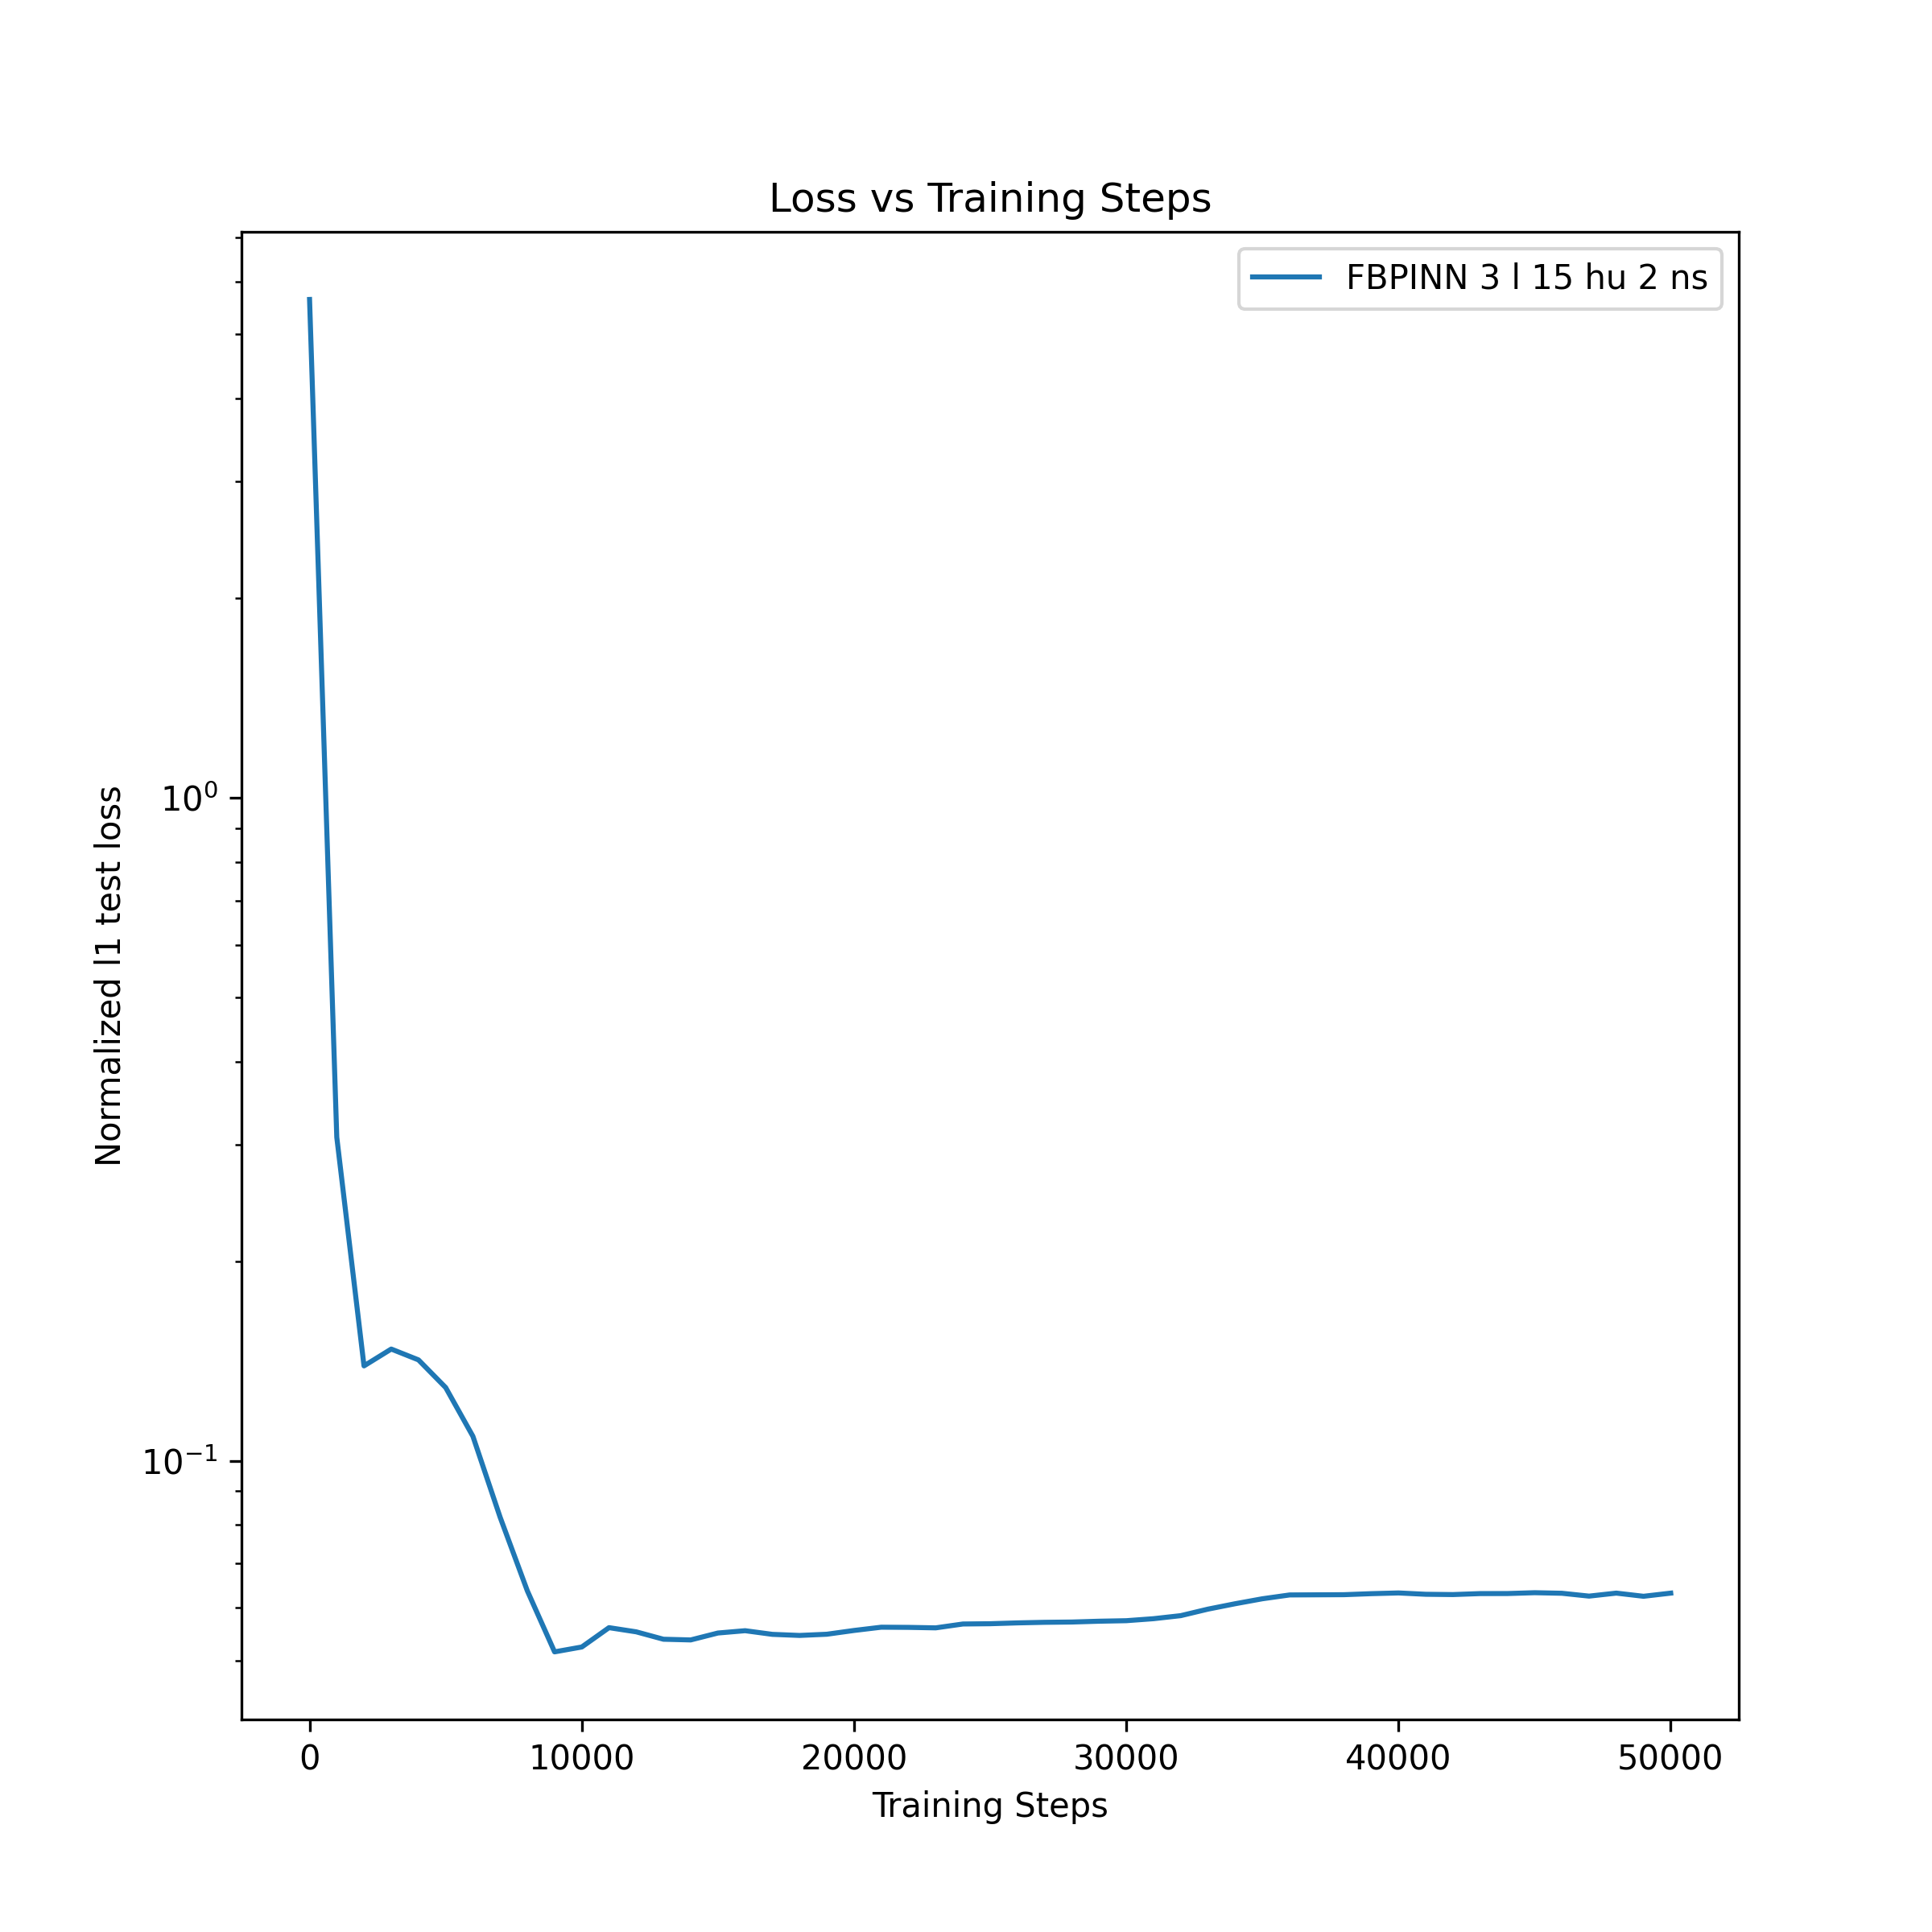 Loss vs Training Steps
FBPINN 3 l 15 hu 2 ns
Normalized l1 test loss
10⁰
10⁻¹
0 10000 20000 30000 40000 50000
Training Steps